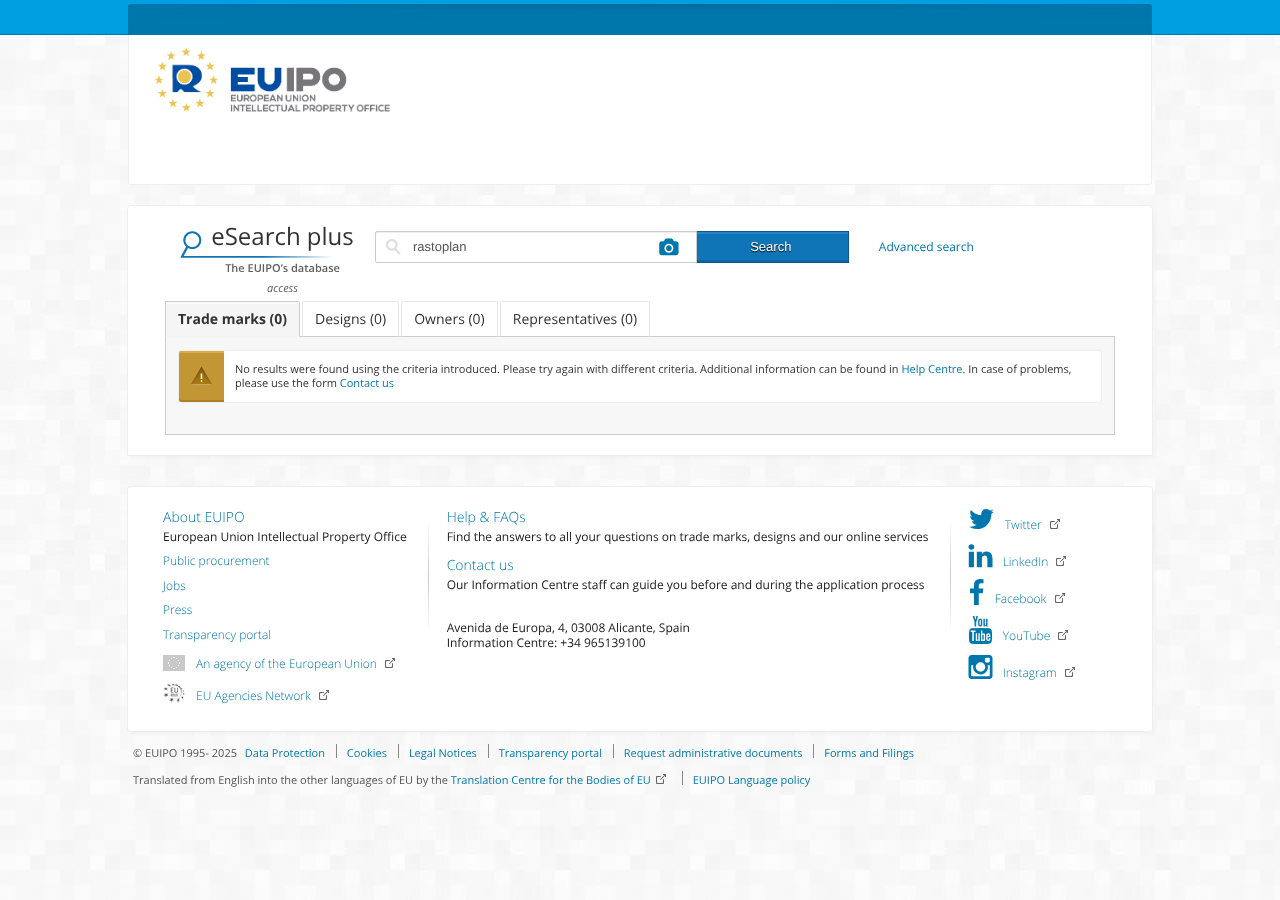 EUIPO
EUROPEAN UNION
INTELLECTUAL PROPERTY OFFICE
eSearch plus
The EUIPO's database
access
rastoplan
Search
Advanced search
Trade marks (0)
Designs (0)
Owners (0)
Representatives (0)
No results were found using the criteria introduced. Please try again with different criteria. Additional information can be found in Help Centre. In case of problems,
please use the form Contact us
About EUIPO
European Union Intellectual Property Office
Public procurement
Jobs
Press
Transparency portal
An agency of the European Union
EU Agencies Network
Help & FAQs
Find the answers to all your questions on trade marks, designs and our online services
Contact us
Our Information Centre staff can guide you before and during the application process
Avenida de Europa, 4, 03008 Alicante, Spain
Information Centre: +34 965139100
Twitter
LinkedIn
Facebook
You
Tube
YouTube
Instagram
© EUIPO 1995- 2025 Data Protection Cookies Legal Notices Transparency portal Request administrative documents Forms and Filings
Translated from English into the other languages of EU by the Translation Centre for the Bodies of EU EUIPO Language policy